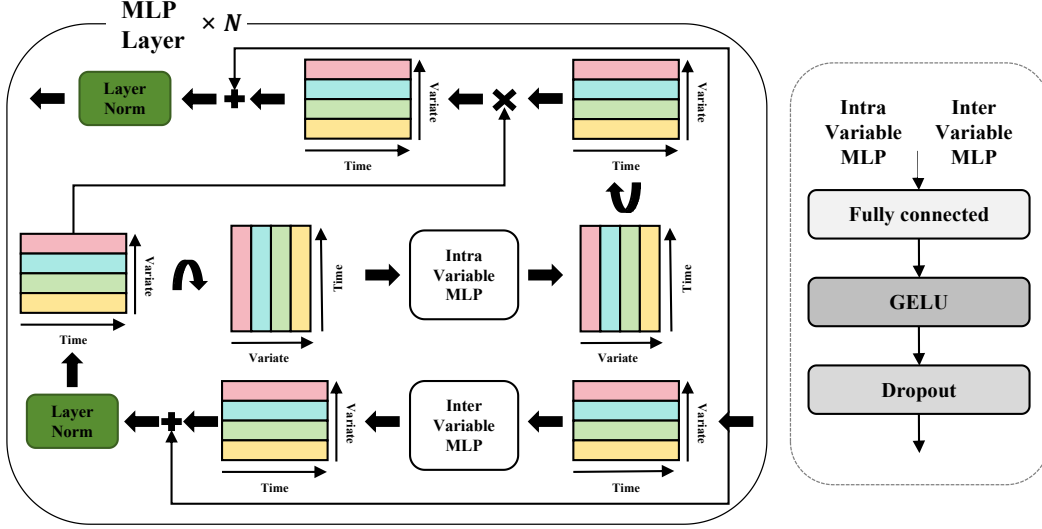 MLP
Layer
× N
Layer
Norm
Variate
Time
Variate
Time
Intra
Variable
MLP
Inter
Variable
MLP
Variate
Time
Time
Variate
Intra
Variable
MLP
Time
Variate
Fully connected
GELU
Layer
Norm
Variate
Time
Inter
Variable
MLP
Variate
Time
Dropout